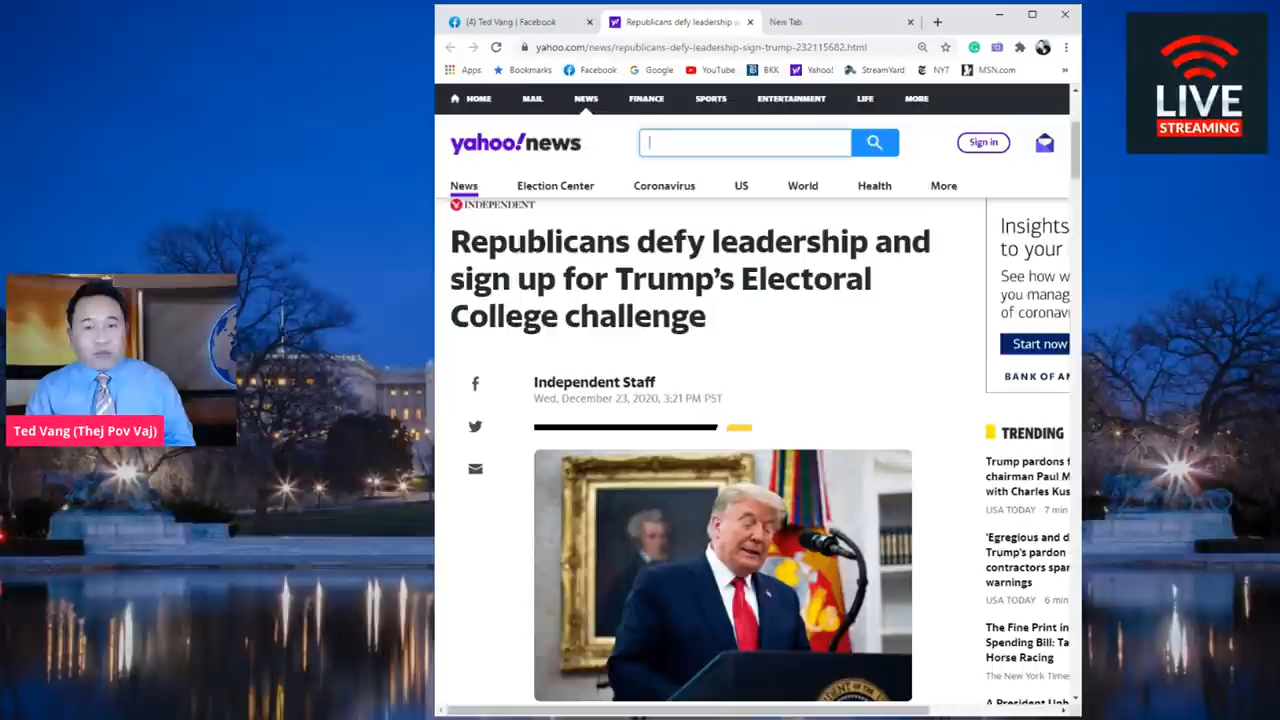 (4) Ted Vang | Facebook
Republicans defy leadership a
New Tab
yahoo.com/news/republicans-defy-leadership-sign-trump-232115682.html
Apps
Bookmarks
Facebook
Google
YouTube
BKK
Yahoo!
StreamYard
NYT
MSN.com
HOME
MAIL
NEWS
FINANCE
SPORTS
ENTERTAINMENT
LIFE
MORE
yahoo!news
Sign in
News
Election Center
Coronavirus
US
World
Health
More
INDEPENDENT
Republicans defy leadership and
sign up for Trump's Electoral
College challenge
Independent Staff
Wed, December 23, 2020, 3:21 PM PST
Insights
to your
See how w
you manag
of coronav
Start now
BANK OF AM
TRENDING
Trump pardons f
chairman Paul M
with Charles Kus
USA TODAY 7 min
'Egregious and d
Trump's pardon
contractors spar
warnings
USA TODAY 6 min
The Fine Print in
Spending Bill: Ta
Horse Racing
The New York Times
LIVE
STREAMING
Ted Vang (Thej Pov Vaj)